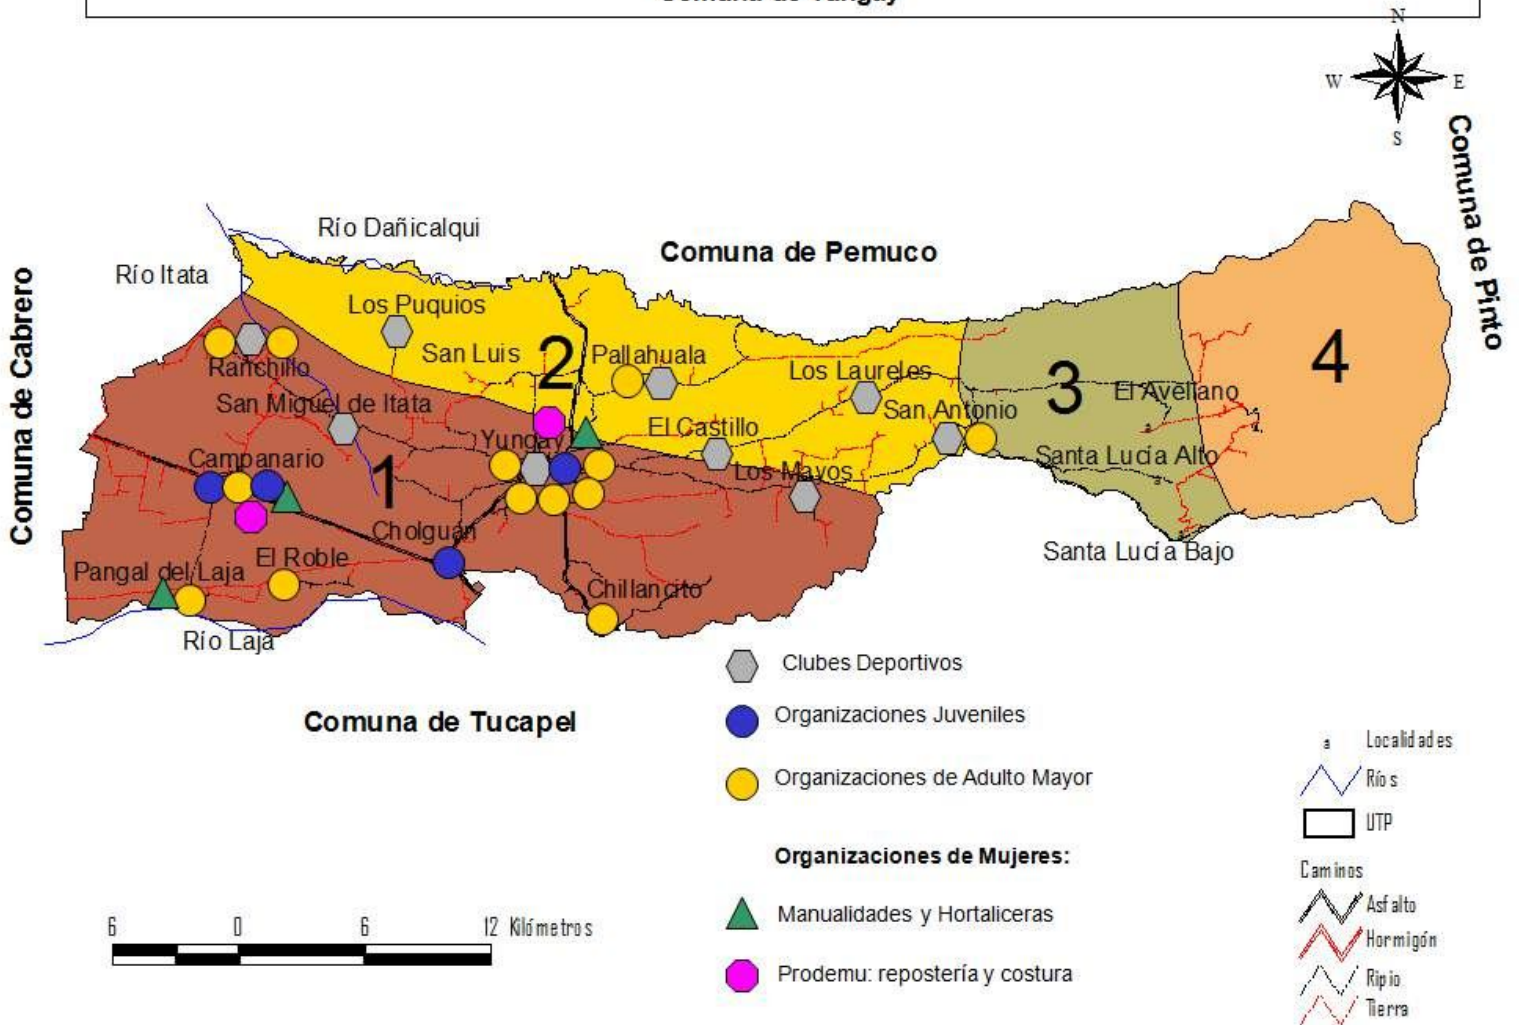 N
W
E
S
Comuna de Pinto
Río Dañicalqui
Comuna de Pemuco
Río Itata
Comuna de Cabrero
Los Puquios
San Luis
2
Pallahuala
Los Laureles
3
El Avellano
4
Ranchillo
San Miguel de Itata
El Castillo
San Antonio
Yungay
Campanario
1
Los Mayos
Santa Lucía Alto
Cholguán
Santa Lucía Bajo
El Roble
Pangal del Laja
Chillancito
Río Laja
Comuna de Tucapel
Clubes Deportivos
Organizaciones Juveniles
Organizaciones de Adulto Mayor
Organizaciones de Mujeres:
Manualidades y Hortaliceras
Prodemu: repostería y costura
Localidades
Ríos
UTP
Caminos
Asfalto
Hormigón
Ripio
Tierra
6 0 6 12 Kilómetros